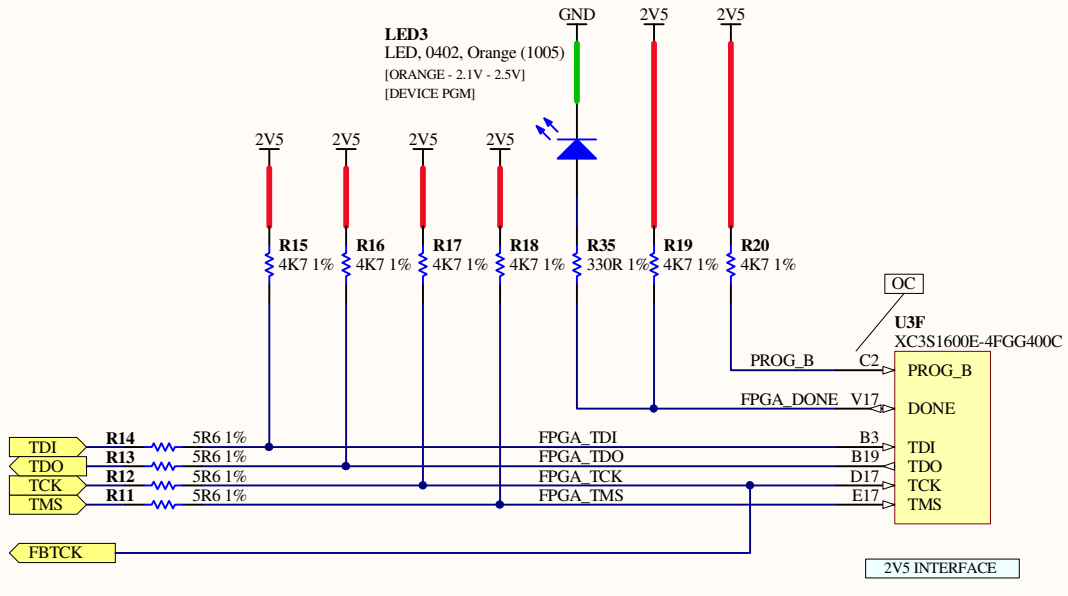 GND
2V5
2V5
LED3
LED, 0402, Orange (1005)
[ORANGE - 2.1V - 2.5V]
[DEVICE PGM]
2V5
2V5
2V5
2V5
R15
4K7 1%
R16
4K7 1%
R17
4K7 1%
R18
4K7 1%
R35
330R 1%
R19
4K7 1%
R20
4K7 1%
OC
U3F
XC3S1600E-4FGG400C
PROG_B C2 PROG_B
FPGA_DONE V17 DONE
TDI R14 5R6 1% FPGA_TDI B3 TDI
TDO R13 5R6 1% FPGA_TDO B19 TDO
TCK R12 5R6 1% FPGA_TCK D17 TCK
TMS R11 5R6 1% FPGA_TMS E17 TMS
FBTCK
2V5 INTERFACE